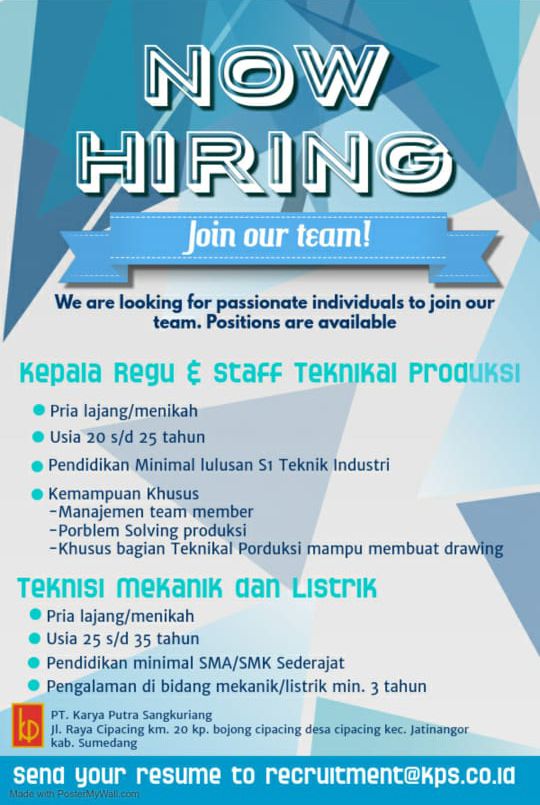 NOW
HIRING
Join our team!
We are looking for passionate individuals to join our
team. Positions are available
Kepala Regu & Staff Teknikal Produksi
Pria lajang/menikah
Usia 20 s/d 25 tahun
Pendidikan Minimal lulusan S1 Teknik Industri
Kemampuan Khusus
-Manajemen team member
-Porblem Solving produksi
-Khusus bagian Teknikal Porduksi mampu membuat drawing
Teknisi Mekanik dan Listrik
Pria lajang/menikah
Usia 25 s/d 35 tahun
Pendidikan minimal SMA/SMK Sederajat
Pengalaman di bidang mekanik/listrik min. 3 tahun
kp
PT. Karya Putra Sangkuriang
Jl. Raya Cipacing km. 20 kp. bojong cipacing desa cipacing kec. Jatinangor
kab. Sumedang
Send your resume to recruitment@kps.co.id
Made with PosterMyWall.com